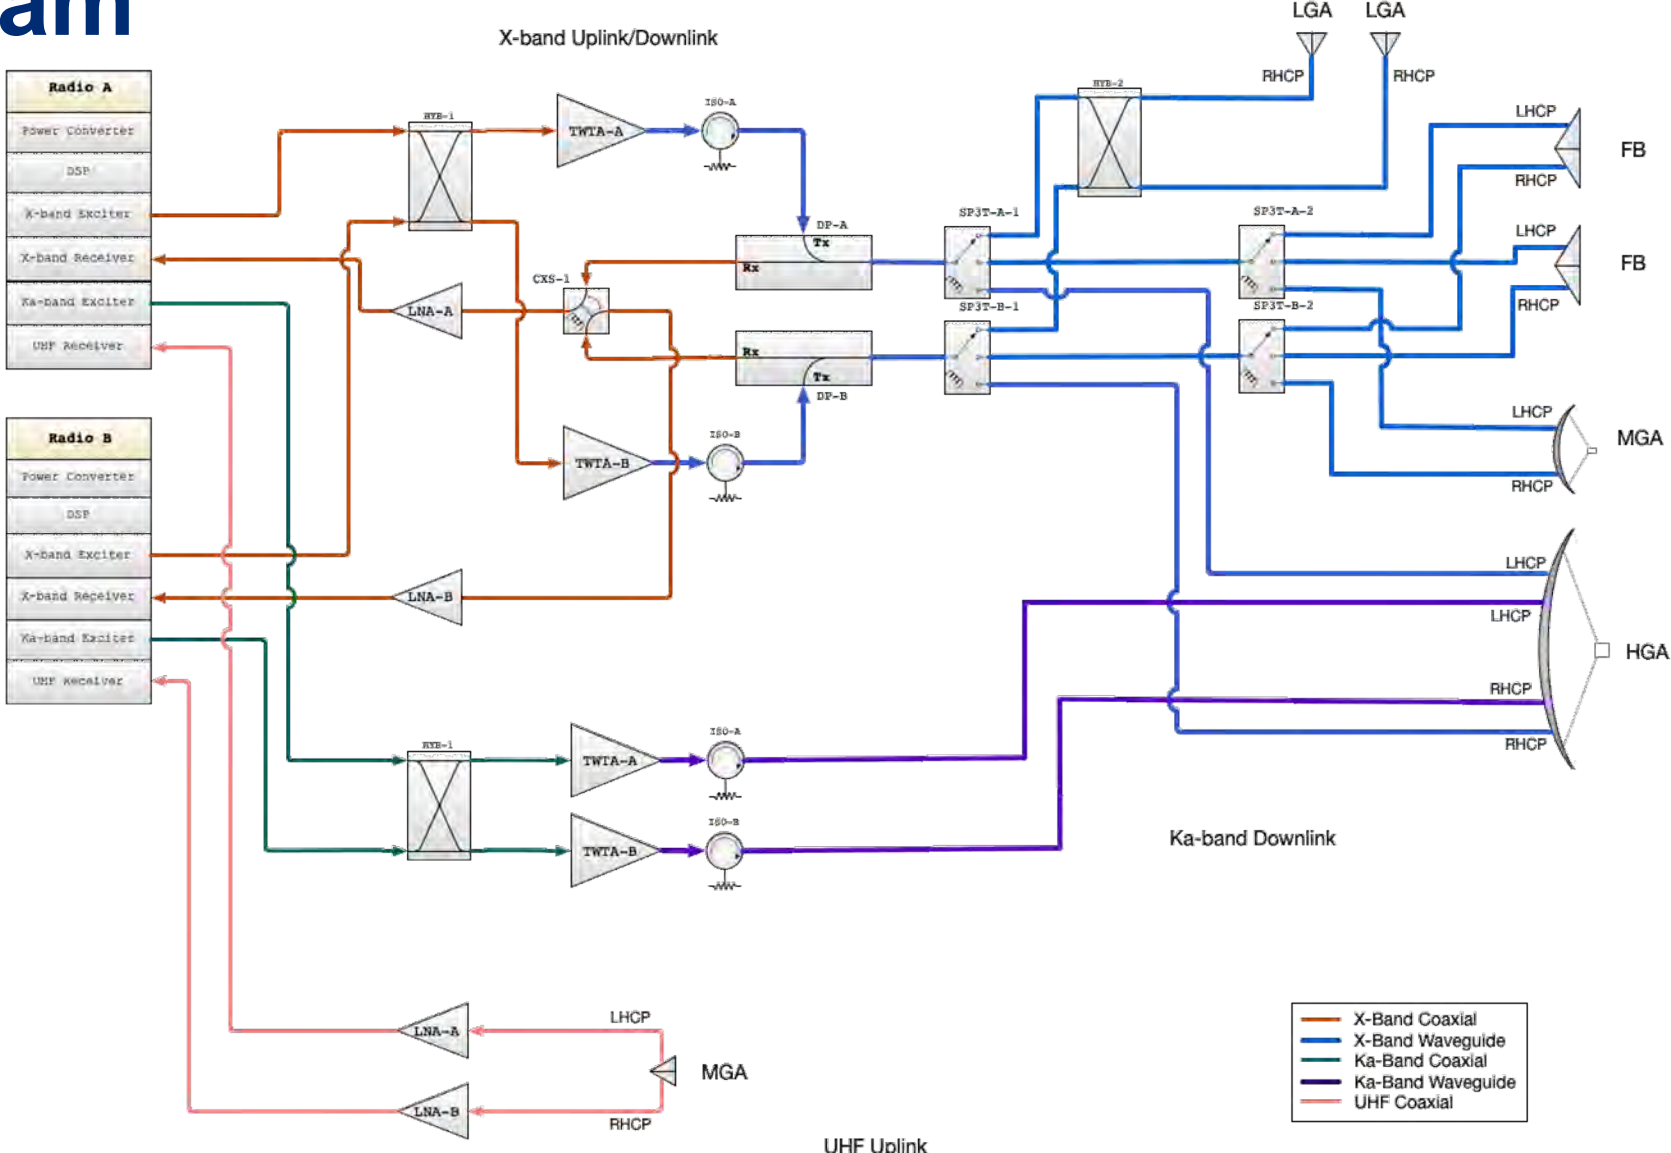 am
X-band Uplink/Downlink
LGA
LGA
RHCP
RHCP
Radio A
Power Converter
DSP
X-band Exciter
X-band Receiver
Ka-band Exciter
UHF Receiver
HYB-1
TWTA-A
ISO-A
HYB-2
LHCP
FB
RHCP
DP-A
Tx
Rx
SP3T-A-1
SP3T-A-2
LHCP
FB
RHCP
CXS-1
LNA-A
SP3T-B-1
SP3T-B-2
Rx
Tx
DP-B
Radio B
Power Converter
DSP
X-band Exciter
X-band Receiver
Ka-band Exciter
UHF Receiver
TWTA-B
ISO-B
LHCP
MGA
RHCP
LNA-B
LHCP
LHCP
HGA
RHCP
RHCP
HYB-1
TWTA-A
ISO-A
TWTA-B
ISO-B
Ka-band Downlink
LNA-A
LHCP
MGA
LNA-B
RHCP
UHF Uplink
X-Band Coaxial
X-Band Waveguide
Ka-Band Coaxial
Ka-Band Waveguide
UHF Coaxial